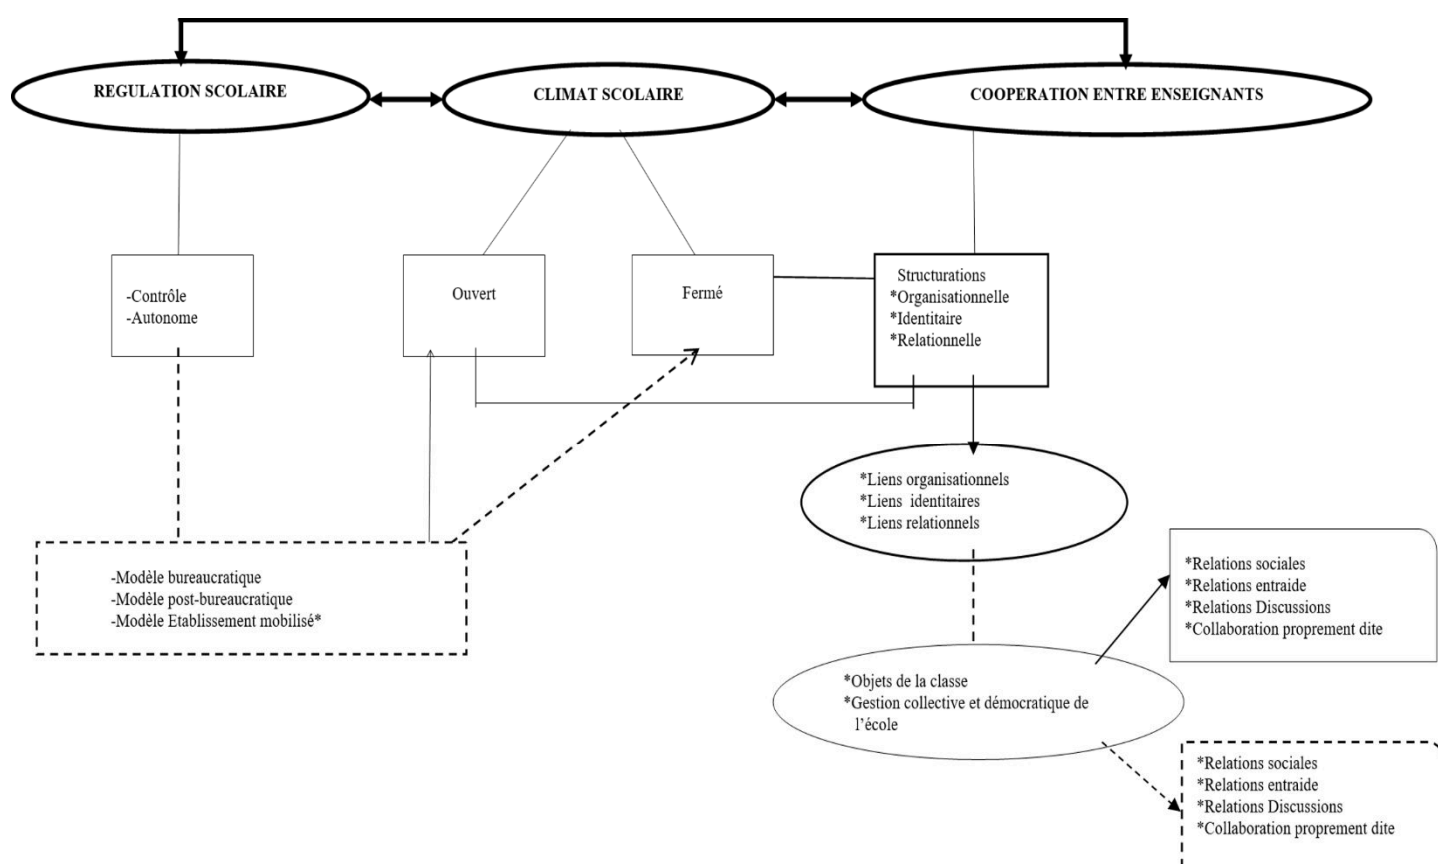 REGULATION SCOLAIRE
CLIMAT SCOLAIRE
COOPERATION ENTRE ENSEIGNANTS
-Contrôle
-Autonome
Ouvert
Fermé
Structurations
*Organisationnelle
*Identitaire
*Relationnelle
*Liens organisationnels
*Liens identitaires
*Liens relationnels
-Modèle bureaucratique
-Modèle post-bureaucratique
-Modèle Etablissement mobilisé*
*Relations sociales
*Relations entraide
*Relations Discussions
*Collaboration proprement dite
*Objets de la classe
*Gestion collective et démocratique de
l'école
*Relations sociales
*Relations entraide
*Relations Discussions
*Collaboration proprement dite